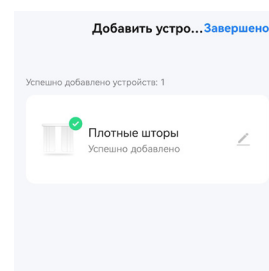 Добавить устро...Завершено
Успешно добавлено устройств: 1
Плотные шторы
Успешно добавлено